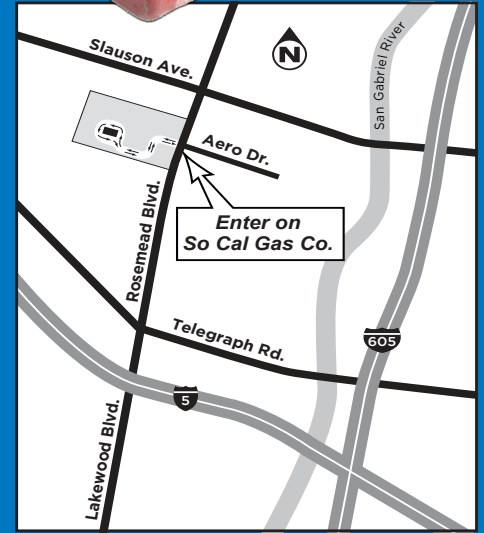 Slauson Ave.
N
San Gabriel River
Aero Dr.
Enter on
So Cal Gas Co.
Rosemead Blvd.
Telegraph Rd.
605
5
Lakewood Blvd.